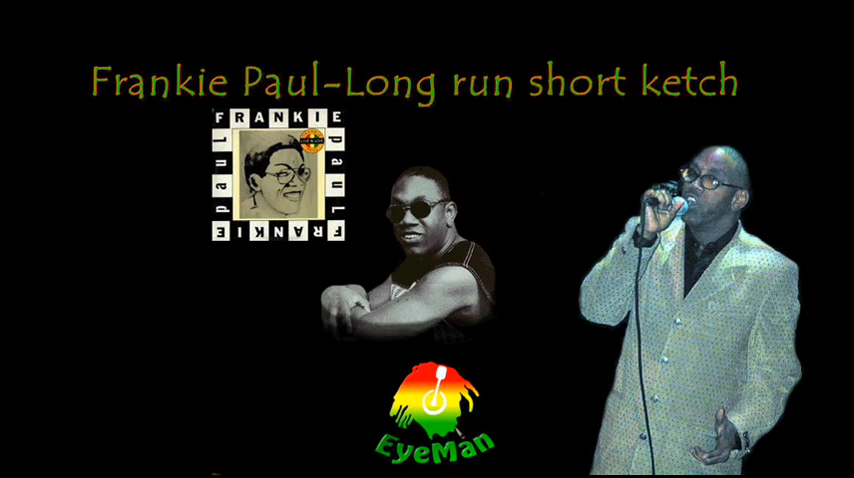 Frankie Paul-Long run short ketch
FRANKIE
paul
pauL
FRANKIE
EyeMan